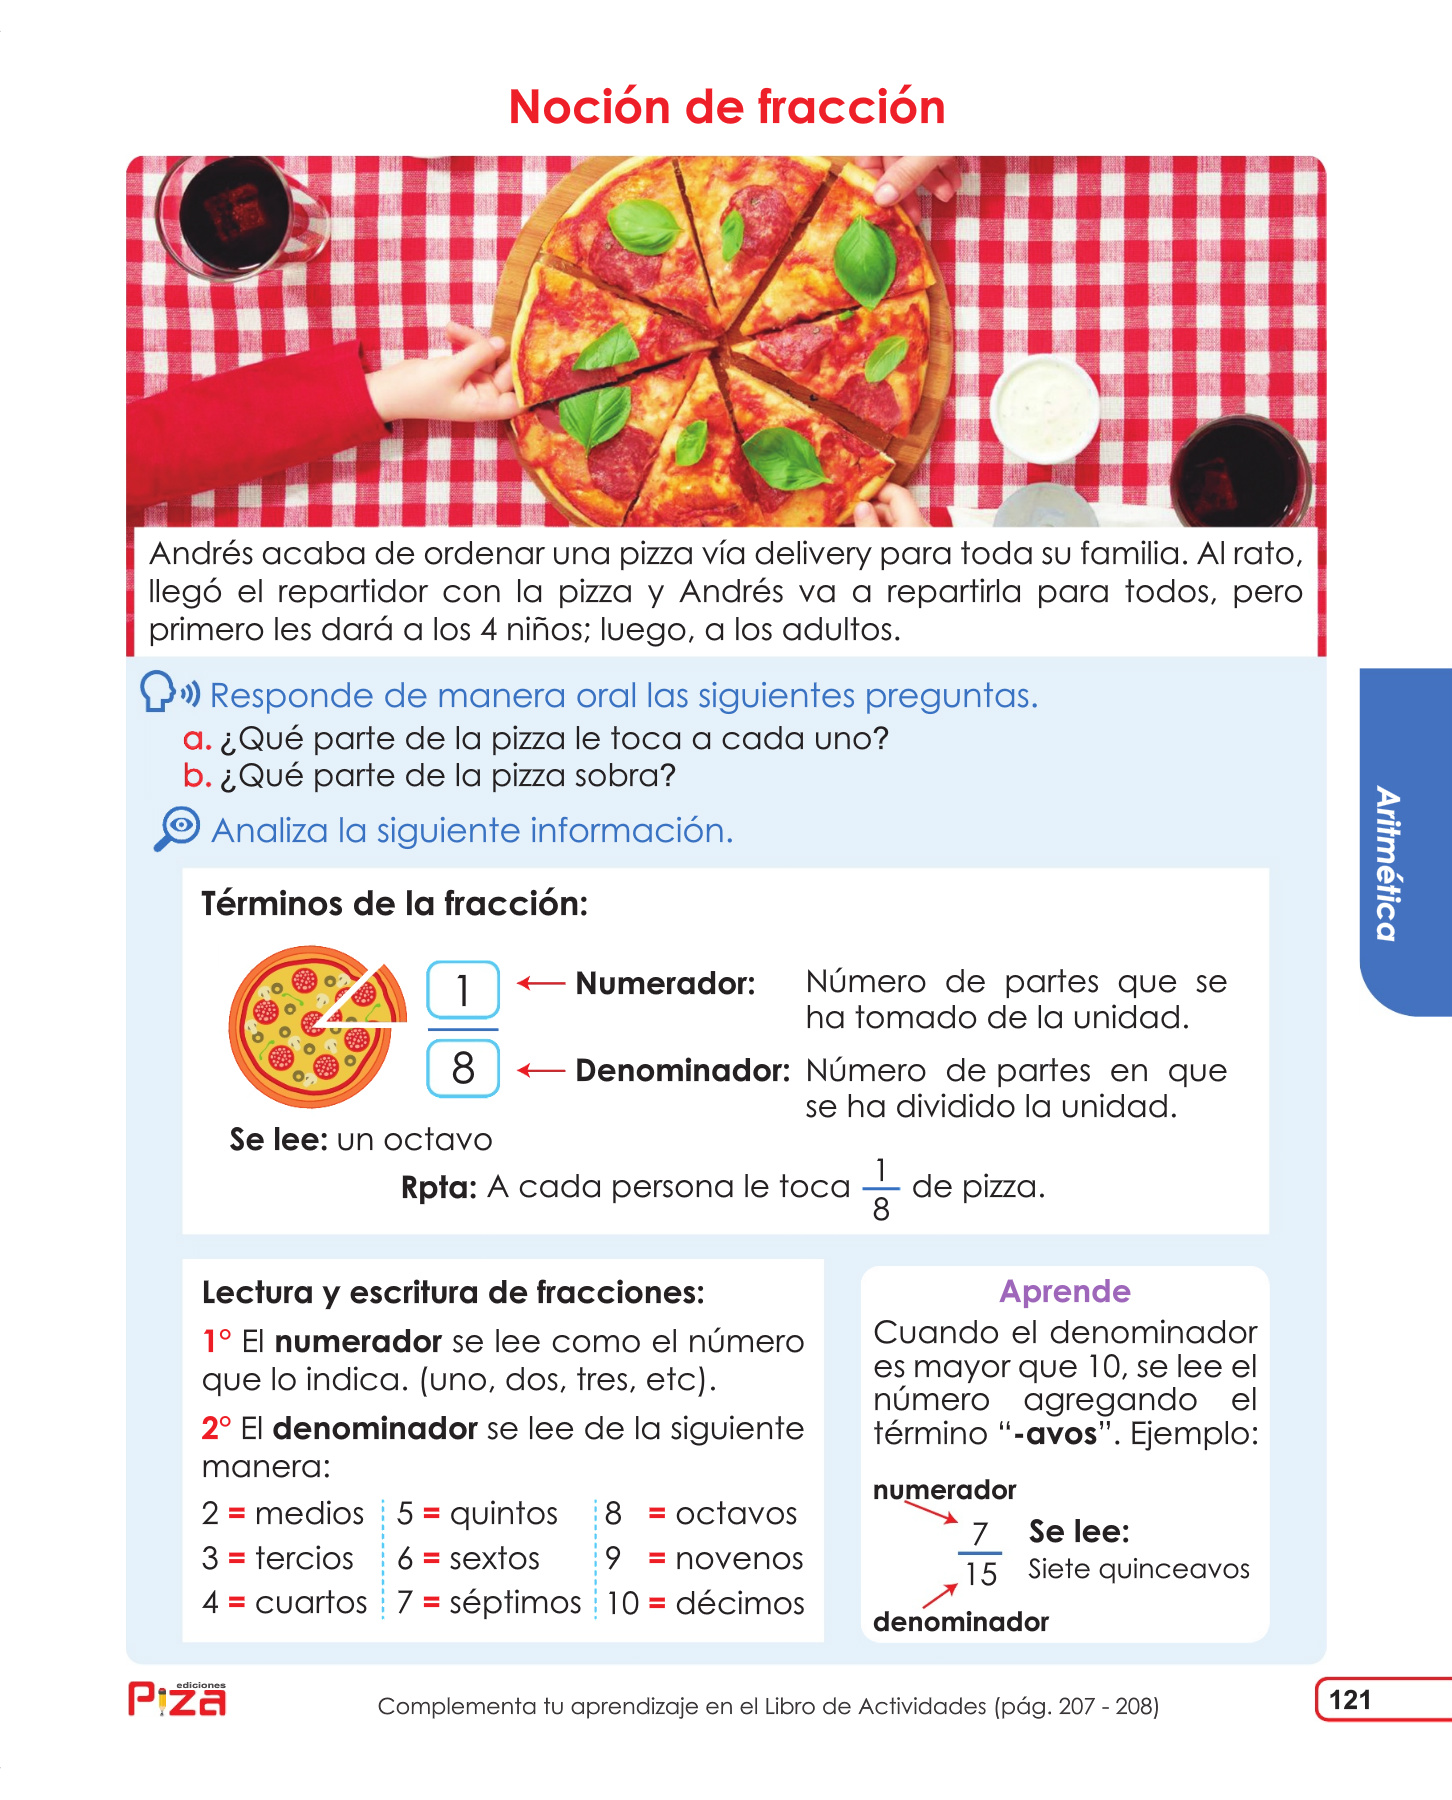 Noción de fracción
Andrés acaba de ordenar una pizza vía delivery para toda su familia. Al rato,
llegó el repartidor con la pizza y Andrés va a repartirla para todos, pero
primero les dará a los 4 niños; luego, a los adultos.
Responde de manera oral las siguientes preguntas.
a. ¿Qué parte de la pizza le toca a cada uno?
b. ¿Qué parte de la pizza sobra?
Analiza la siguiente información.
Aritmética
Términos de la fracción:
1
Numerador: Número de partes que se
ha tomado de la unidad.
8
Denominador: Número de partes en que
se ha dividido la unidad.
Se lee: un octavo
Rpta: A cada persona le toca 1/8 de pizza.
Lectura y escritura de fracciones:
1° El numerador se lee como el número
que lo indica. (uno, dos, tres, etc).
2° El denominador se lee de la siguiente
manera:
2 = medios 5 = quintos 8 = octavos
3 = tercios 6 = sextos 9 = novenos
4 = cuartos 7 = séptimos 10 = décimos
Aprende
Cuando el denominador
es mayor que 10, se lee el
número agregando el
término “-avos”. Ejemplo:
numerador
7
15
Se lee:
Siete quinceavos
denominador
ediciones
Piza
Complementa tu aprendizaje en el Libro de Actividades (pág. 207 - 208)
121